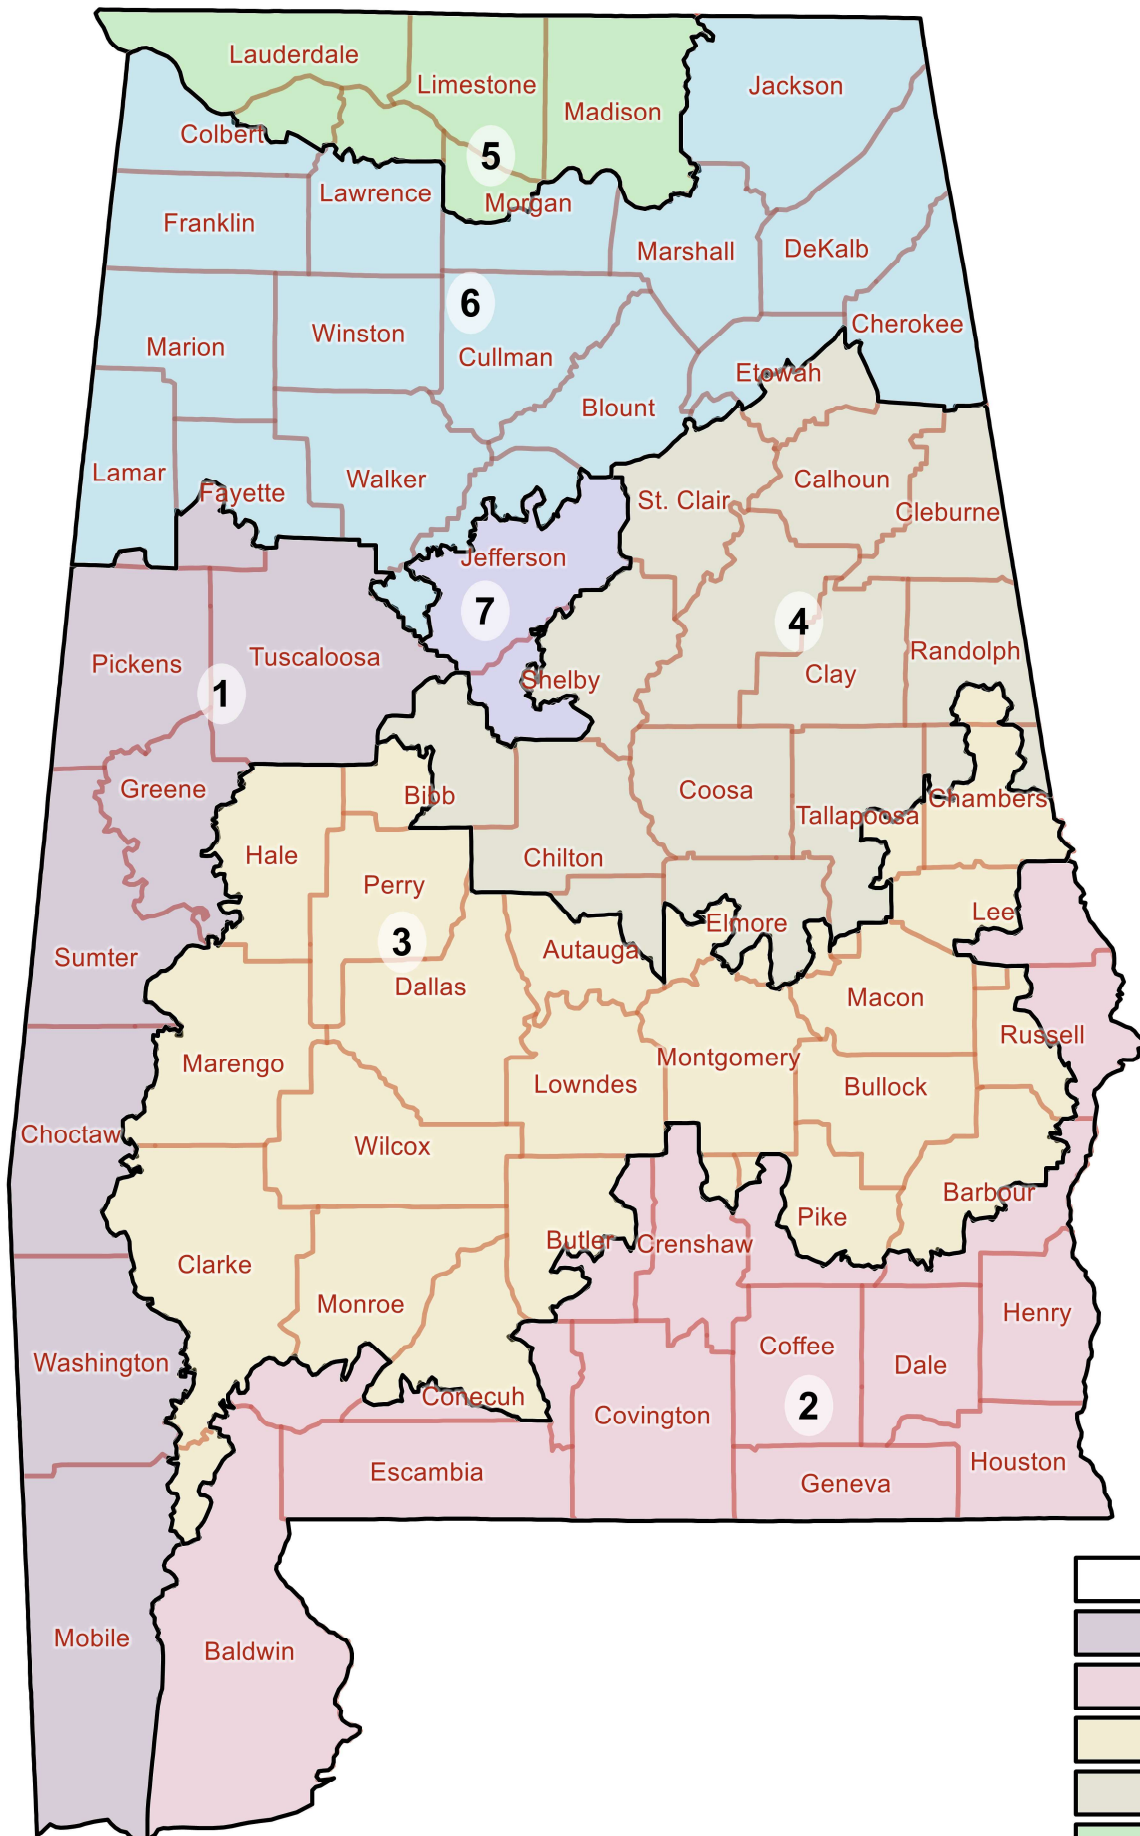 Lauderdale
Limestone
Jackson
Madison
Colbert
5
Lawrence
Morgan
Franklin
Marshall
DeKalb
6
Cherokee
Winston
Marion
Cullman
Etowah
Blount
Lamar
Walker
Calhoun
Fayette
St. Clair
Cleburne
Jefferson
7
4
Randolph
Tuscaloosa
Pickens
Clay
Shelby
1
Greene
Coosa
Bibb
Chambers
Tallapoosa
Hale
Chilton
Perry
Lee
Elmore
3
Autauga
Sumter
Dallas
Macon
Russell
Montgomery
Marengo
Lowndes
Bullock
Choctaw
Wilcox
Barbour
Pike
Butler
Crenshaw
Clarke
Monroe
Henry
Coffee
Washington
Dale
Conecuh
2
Covington
Houston
Escambia
Geneva
Mobile
Baldwin